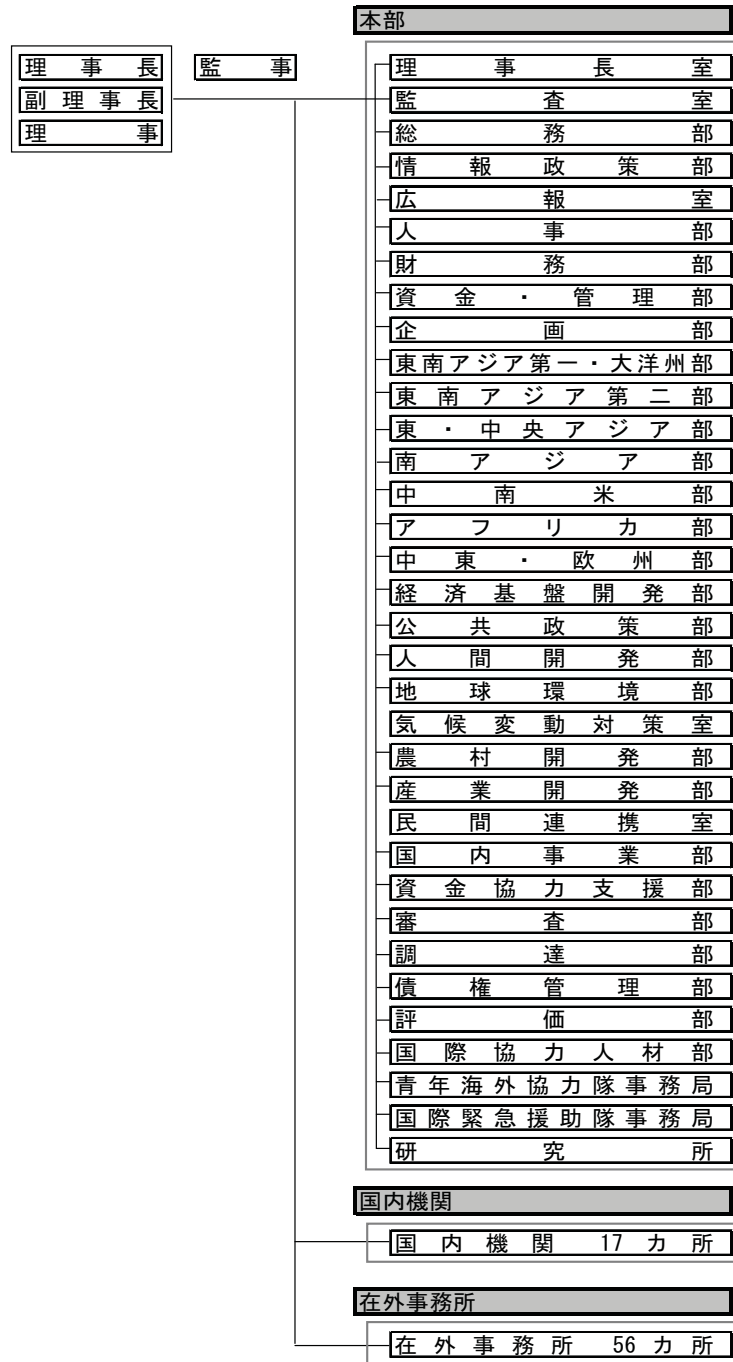 本部
理事長
監事
副理事長
理事
理事長室
監査室
総務部
情報政策部
広報室
人事部
財務部
資金・管理部
企画部
東南アジア第一・大洋州部
東南アジア第二部
東・中央アジア部
南アジア部
中南米部
アフリカ部
中東・欧州部
経済基盤開発部
公共政策部
人間開発部
地球環境部
気候変動対策室
農村開発部
産業開発部
民間連携室
国内事業部
資金協力支援部
審査部
調達部
債権管理部
評価部
国際協力人材部
青年海外協力隊事務局
国際緊急援助隊事務局
研究所
国内機関
国内機関 17カ所
在外事務所
在外事務所 56カ所